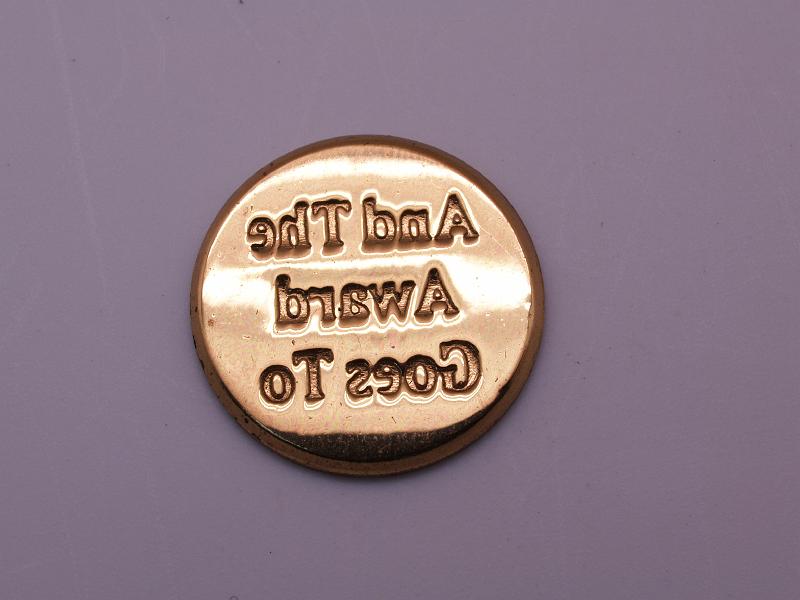 And The
Award
Goes To